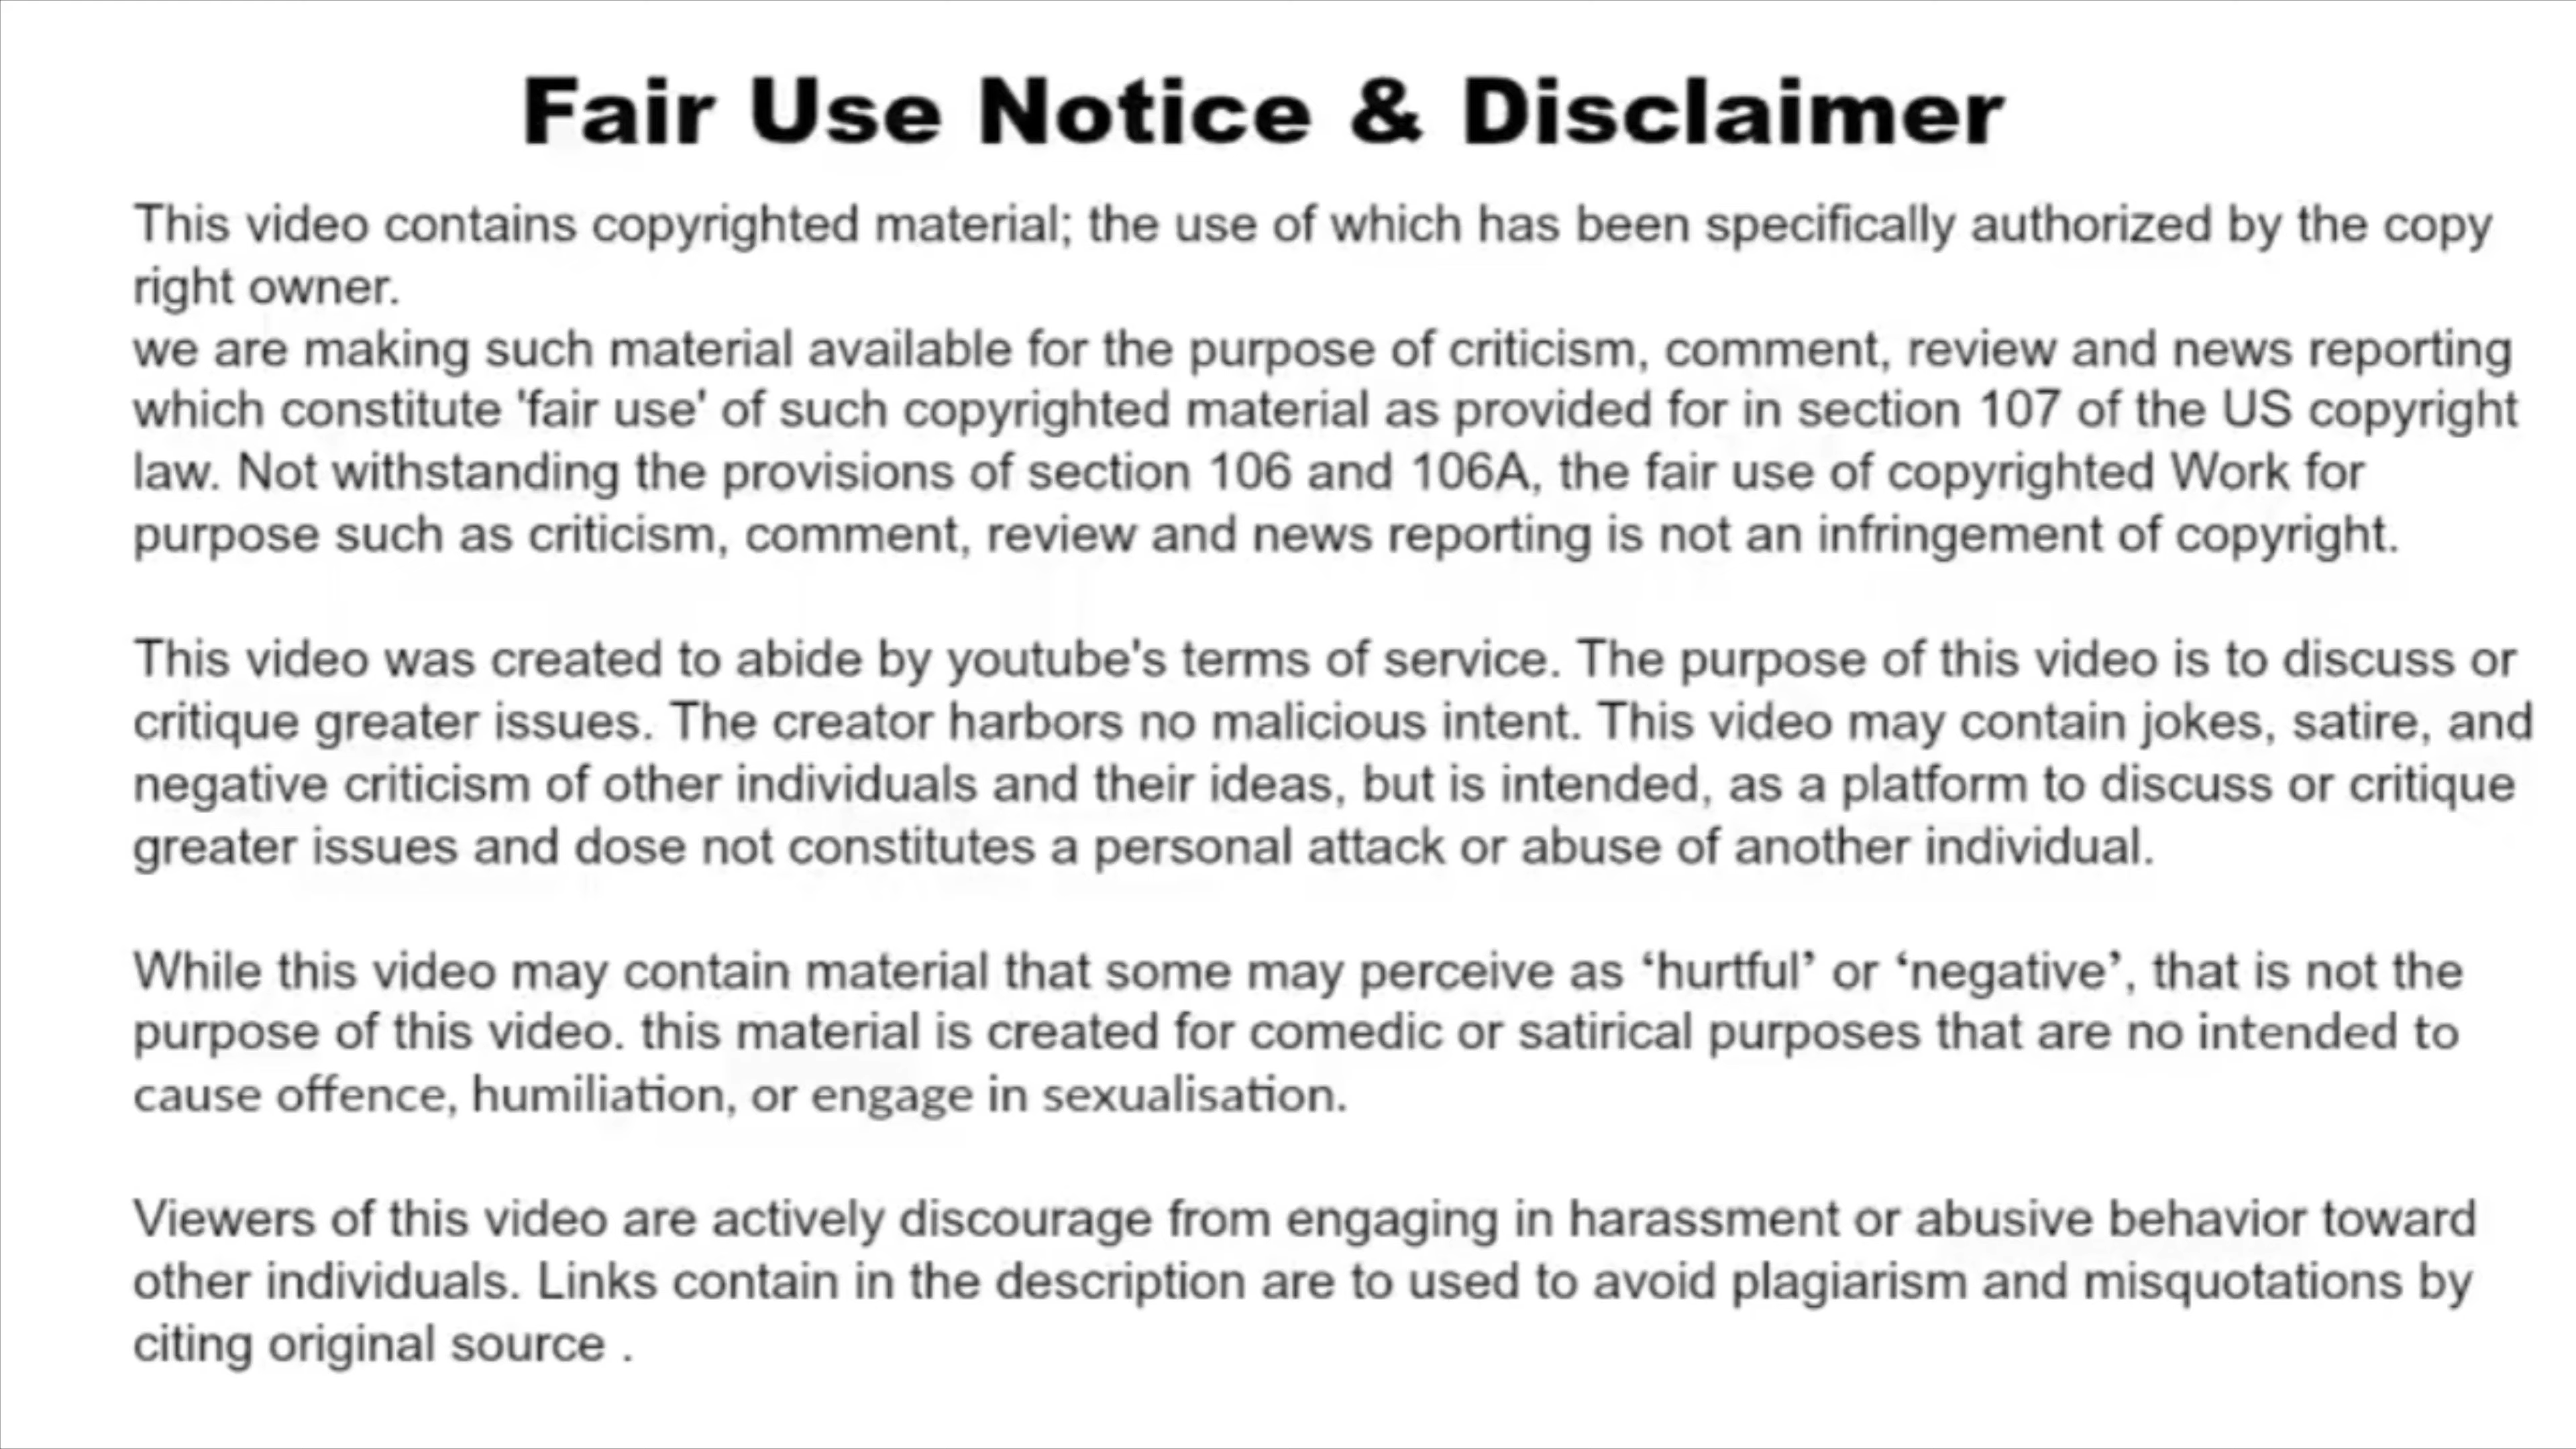 Fair Use Notice & Disclaimer
This video contains copyrighted material; the use of which has been specifically authorized by the copy
right owner.
we are making such material available for the purpose of criticism, comment, review and news reporting
which constitute 'fair use' of such copyrighted material as provided for in section 107 of the US copyright
law. Not withstanding the provisions of section 106 and 106A, the fair use of copyrighted Work for
purpose such as criticism, comment, review and news reporting is not an infringement of copyright.
This video was created to abide by youtube's terms of service. The purpose of this video is to discuss or
critique greater issues. The creator harbors no malicious intent. This video may contain jokes, satire, and
negative criticism of other individuals and their ideas, but is intended, as a platform to discuss or critique
greater issues and dose not constitutes a personal attack or abuse of another individual.
While this video may contain material that some may perceive as ‘hurtful’ or ‘negative’, that is not the
purpose of this video. this material is created for comedic or satirical purposes that are no intended to
cause offence, humiliation, or engage in sexualisation.
Viewers of this video are actively discourage from engaging in harassment or abusive behavior toward
other individuals. Links contain in the description are to used to avoid plagiarism and misquotations by
citing original source .